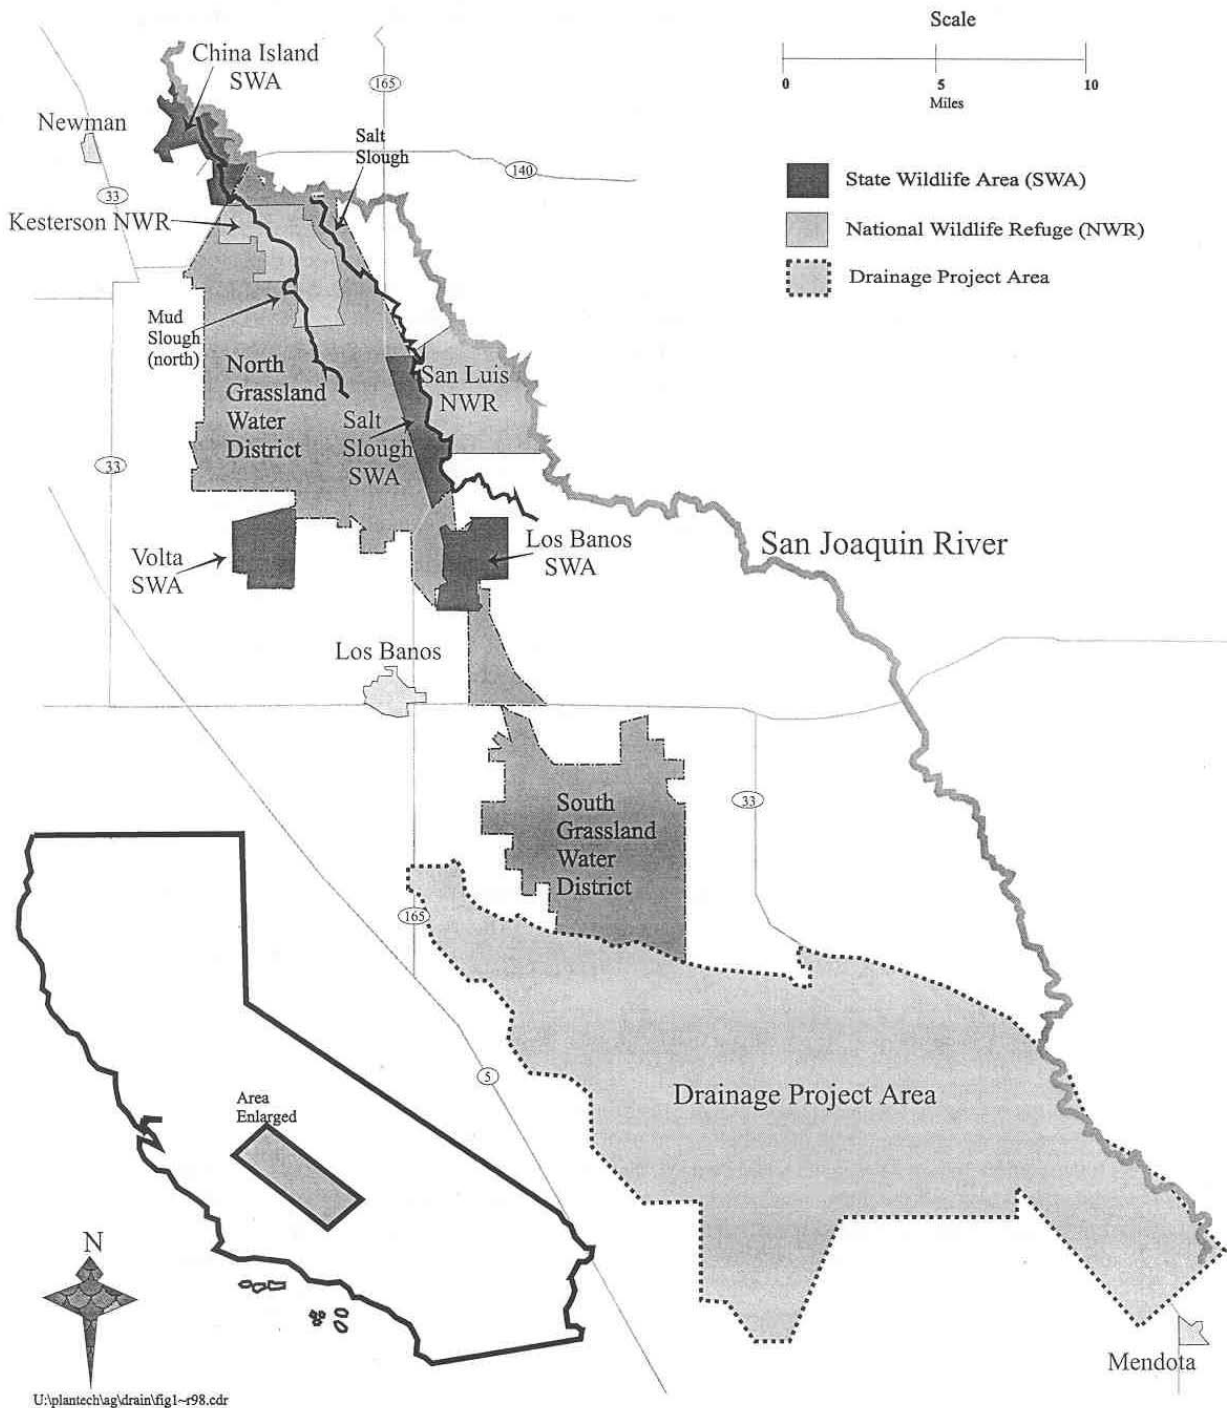 Scale
0
5
10
Miles
State Wildlife Area (SWA)
National Wildlife Refuge (NWR)
Drainage Project Area
China Island
SWA
165
Newman
Salt
Slough
140
33
Kesterson NWR
Mud
Slough
(north)
North
Grassland
Water
District
San Luis
NWR
Salt
Slough
SWA
33
Volta
SWA
Los Banos
SWA
San Joaquin River
Los Banos
33
South
Grassland
Water
District
165
5
Drainage Project Area
Area
Enlarged
N
Mendota
U:\plantech\ag\drain\fig1~r98.cdr